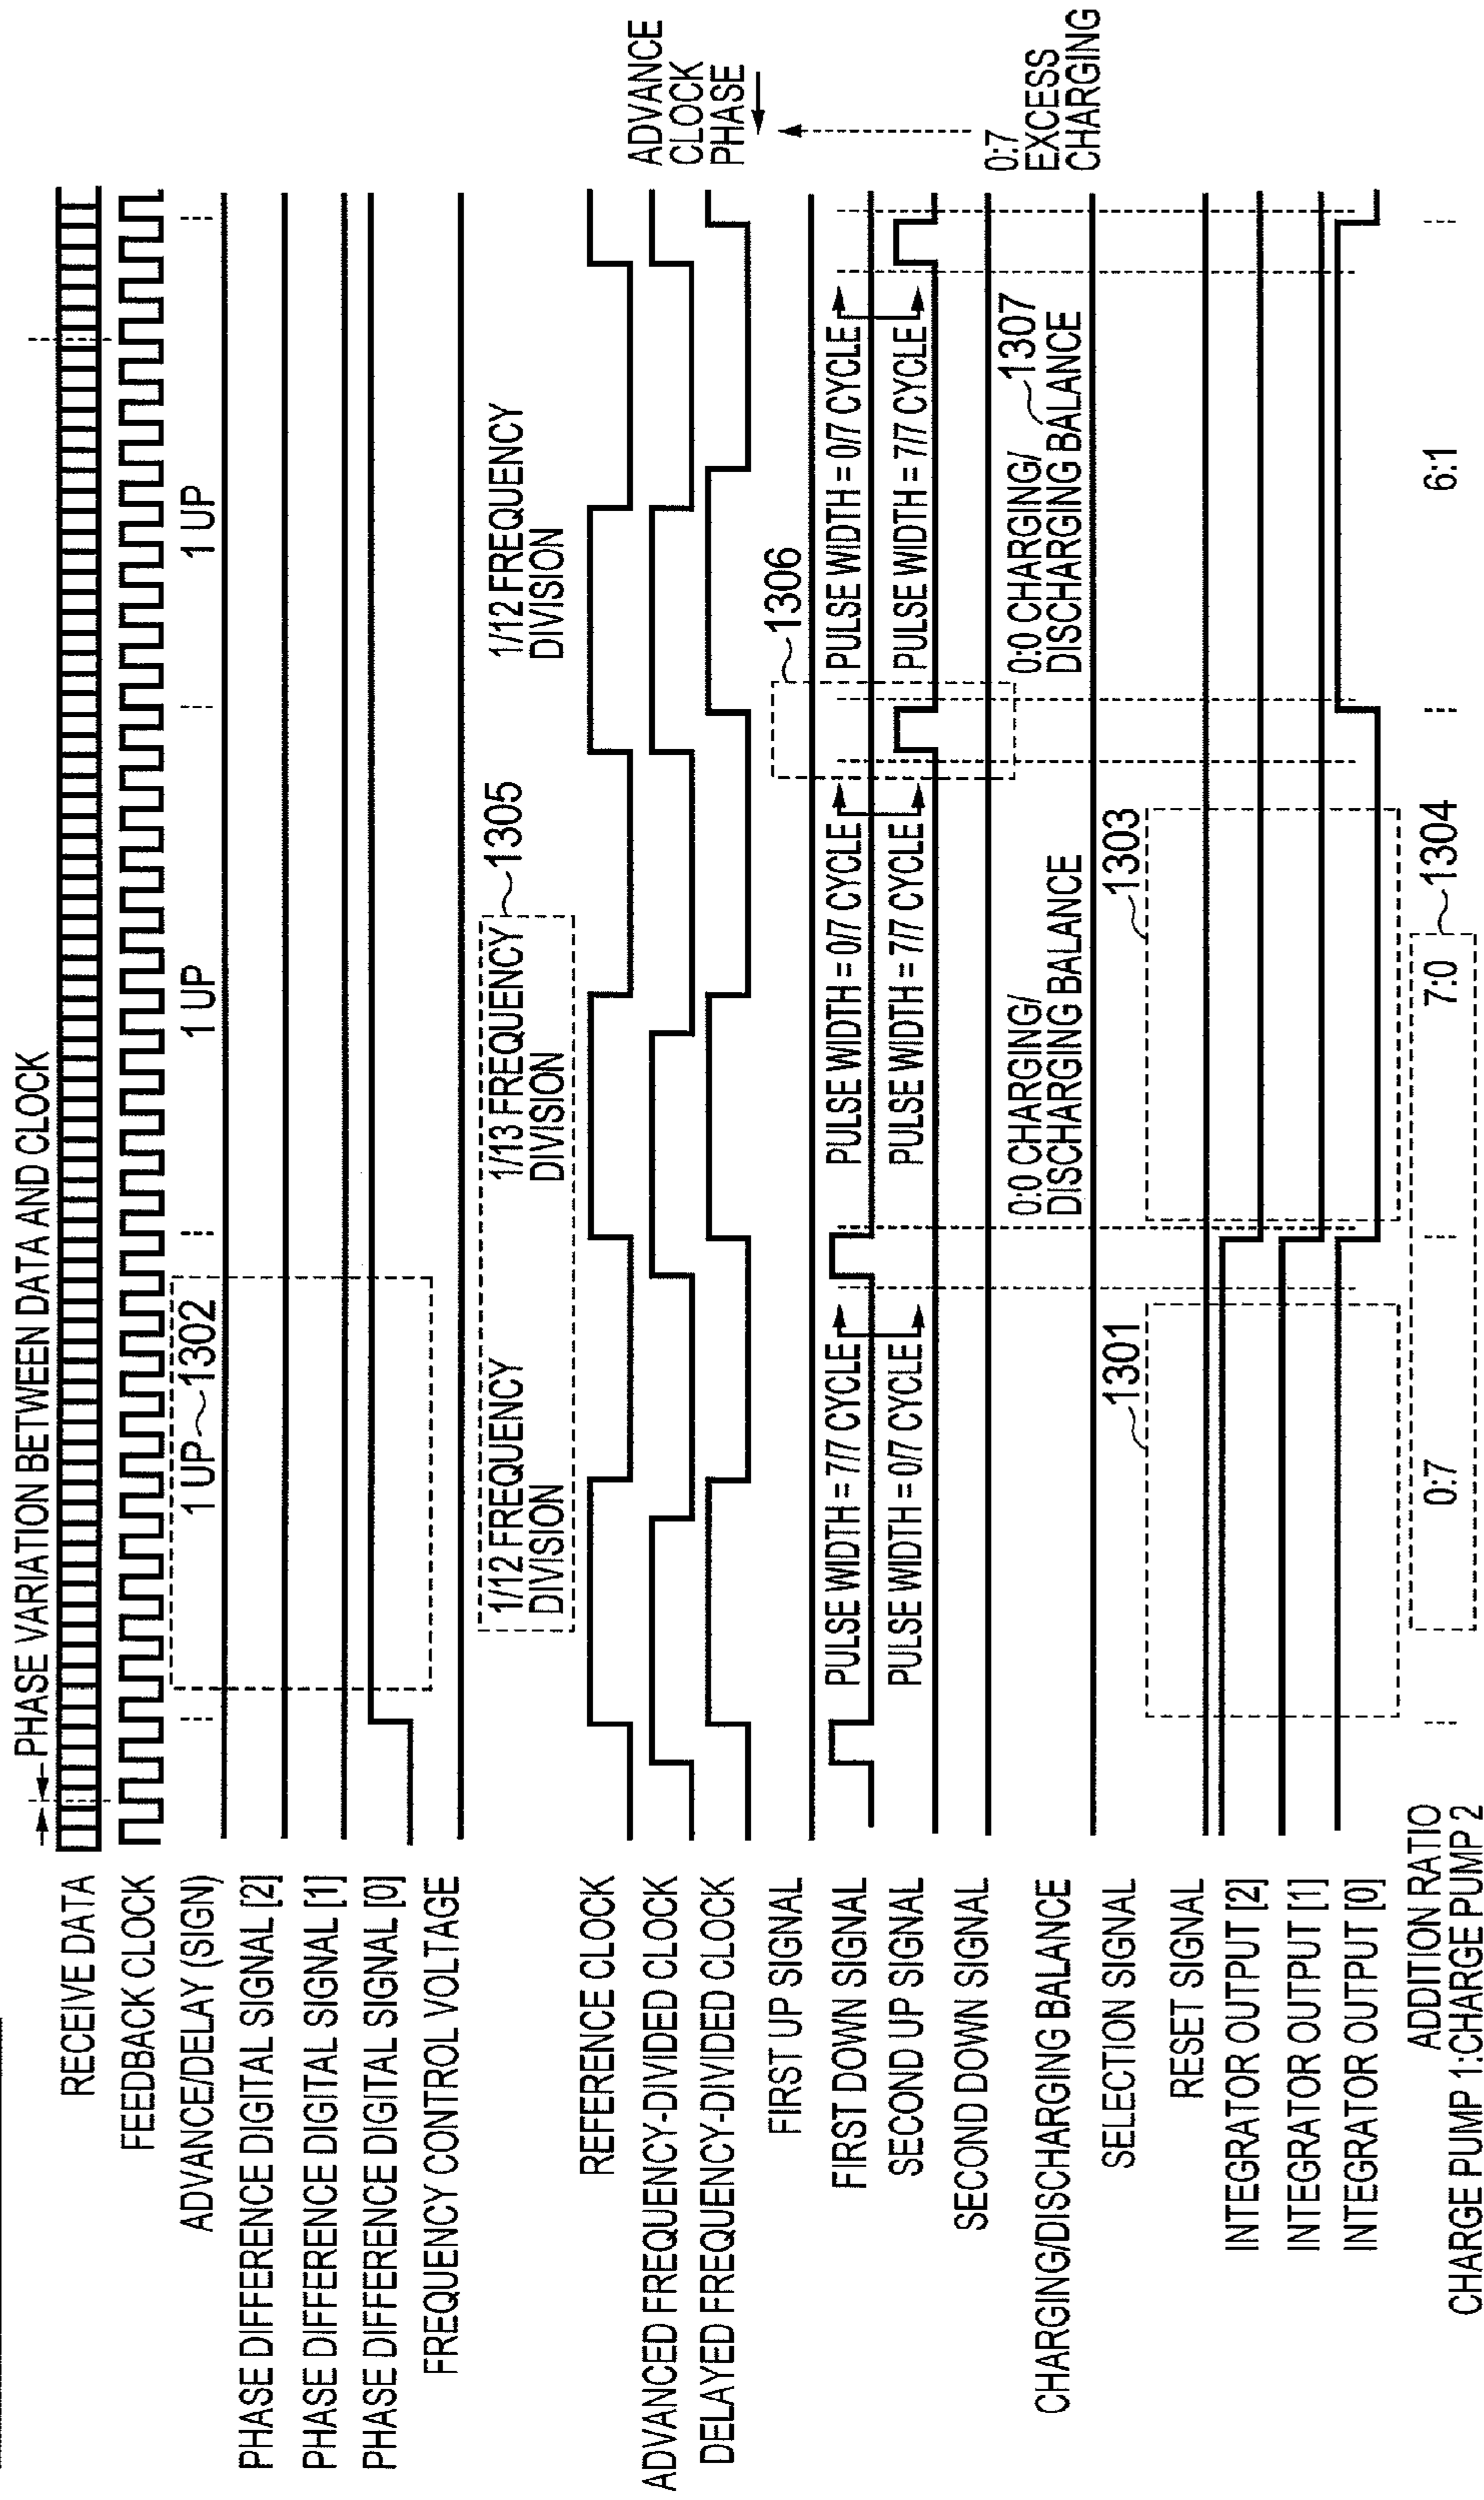 PHASE VARIATION BETWEEN DATA AND CLOCK
RECEIVE DATA
FEEDBACK CLOCK
ADVANCE/DELAY (SIGN)
1 UP 1302
1 UP
1 UP
PHASE DIFFERENCE DIGITAL SIGNAL [2]
PHASE DIFFERENCE DIGITAL SIGNAL [1]
PHASE DIFFERENCE DIGITAL SIGNAL [0]
FREQUENCY CONTROL VOLTAGE
1/12 FREQUENCY
DIVISION
1/13 FREQUENCY
DIVISION
1305
1/12 FREQUENCY
DIVISION
REFERENCE CLOCK
ADVANCED FREQUENCY-DIVIDED CLOCK
DELAYED FREQUENCY-DIVIDED CLOCK
ADVANCE
CLOCK
PHASE
FIRST UP SIGNAL
1306
FIRST DOWN SIGNAL
PULSE WIDTH = 7/7 CYCLE
PULSE WIDTH = 0/7 CYCLE
PULSE WIDTH = 0/7 CYCLE
SECOND UP SIGNAL
PULSE WIDTH = 0/7 CYCLE
PULSE WIDTH = 7/7 CYCLE
PULSE WIDTH = 7/7 CYCLE
SECOND DOWN SIGNAL
CHARGING/DISCHARGING BALANCE
0:0 CHARGING/
DISCHARGING BALANCE
0:0 CHARGING/
DISCHARGING BALANCE
1307
0:7
EXCESS
CHARGING
SELECTION SIGNAL
1301
1303
RESET SIGNAL
INTEGRATOR OUTPUT [2]
INTEGRATOR OUTPUT [1]
INTEGRATOR OUTPUT [0]
ADDITION RATIO
CHARGE PUMP 1:CHARGE PUMP 2
0:7
7:0
1304
6:1